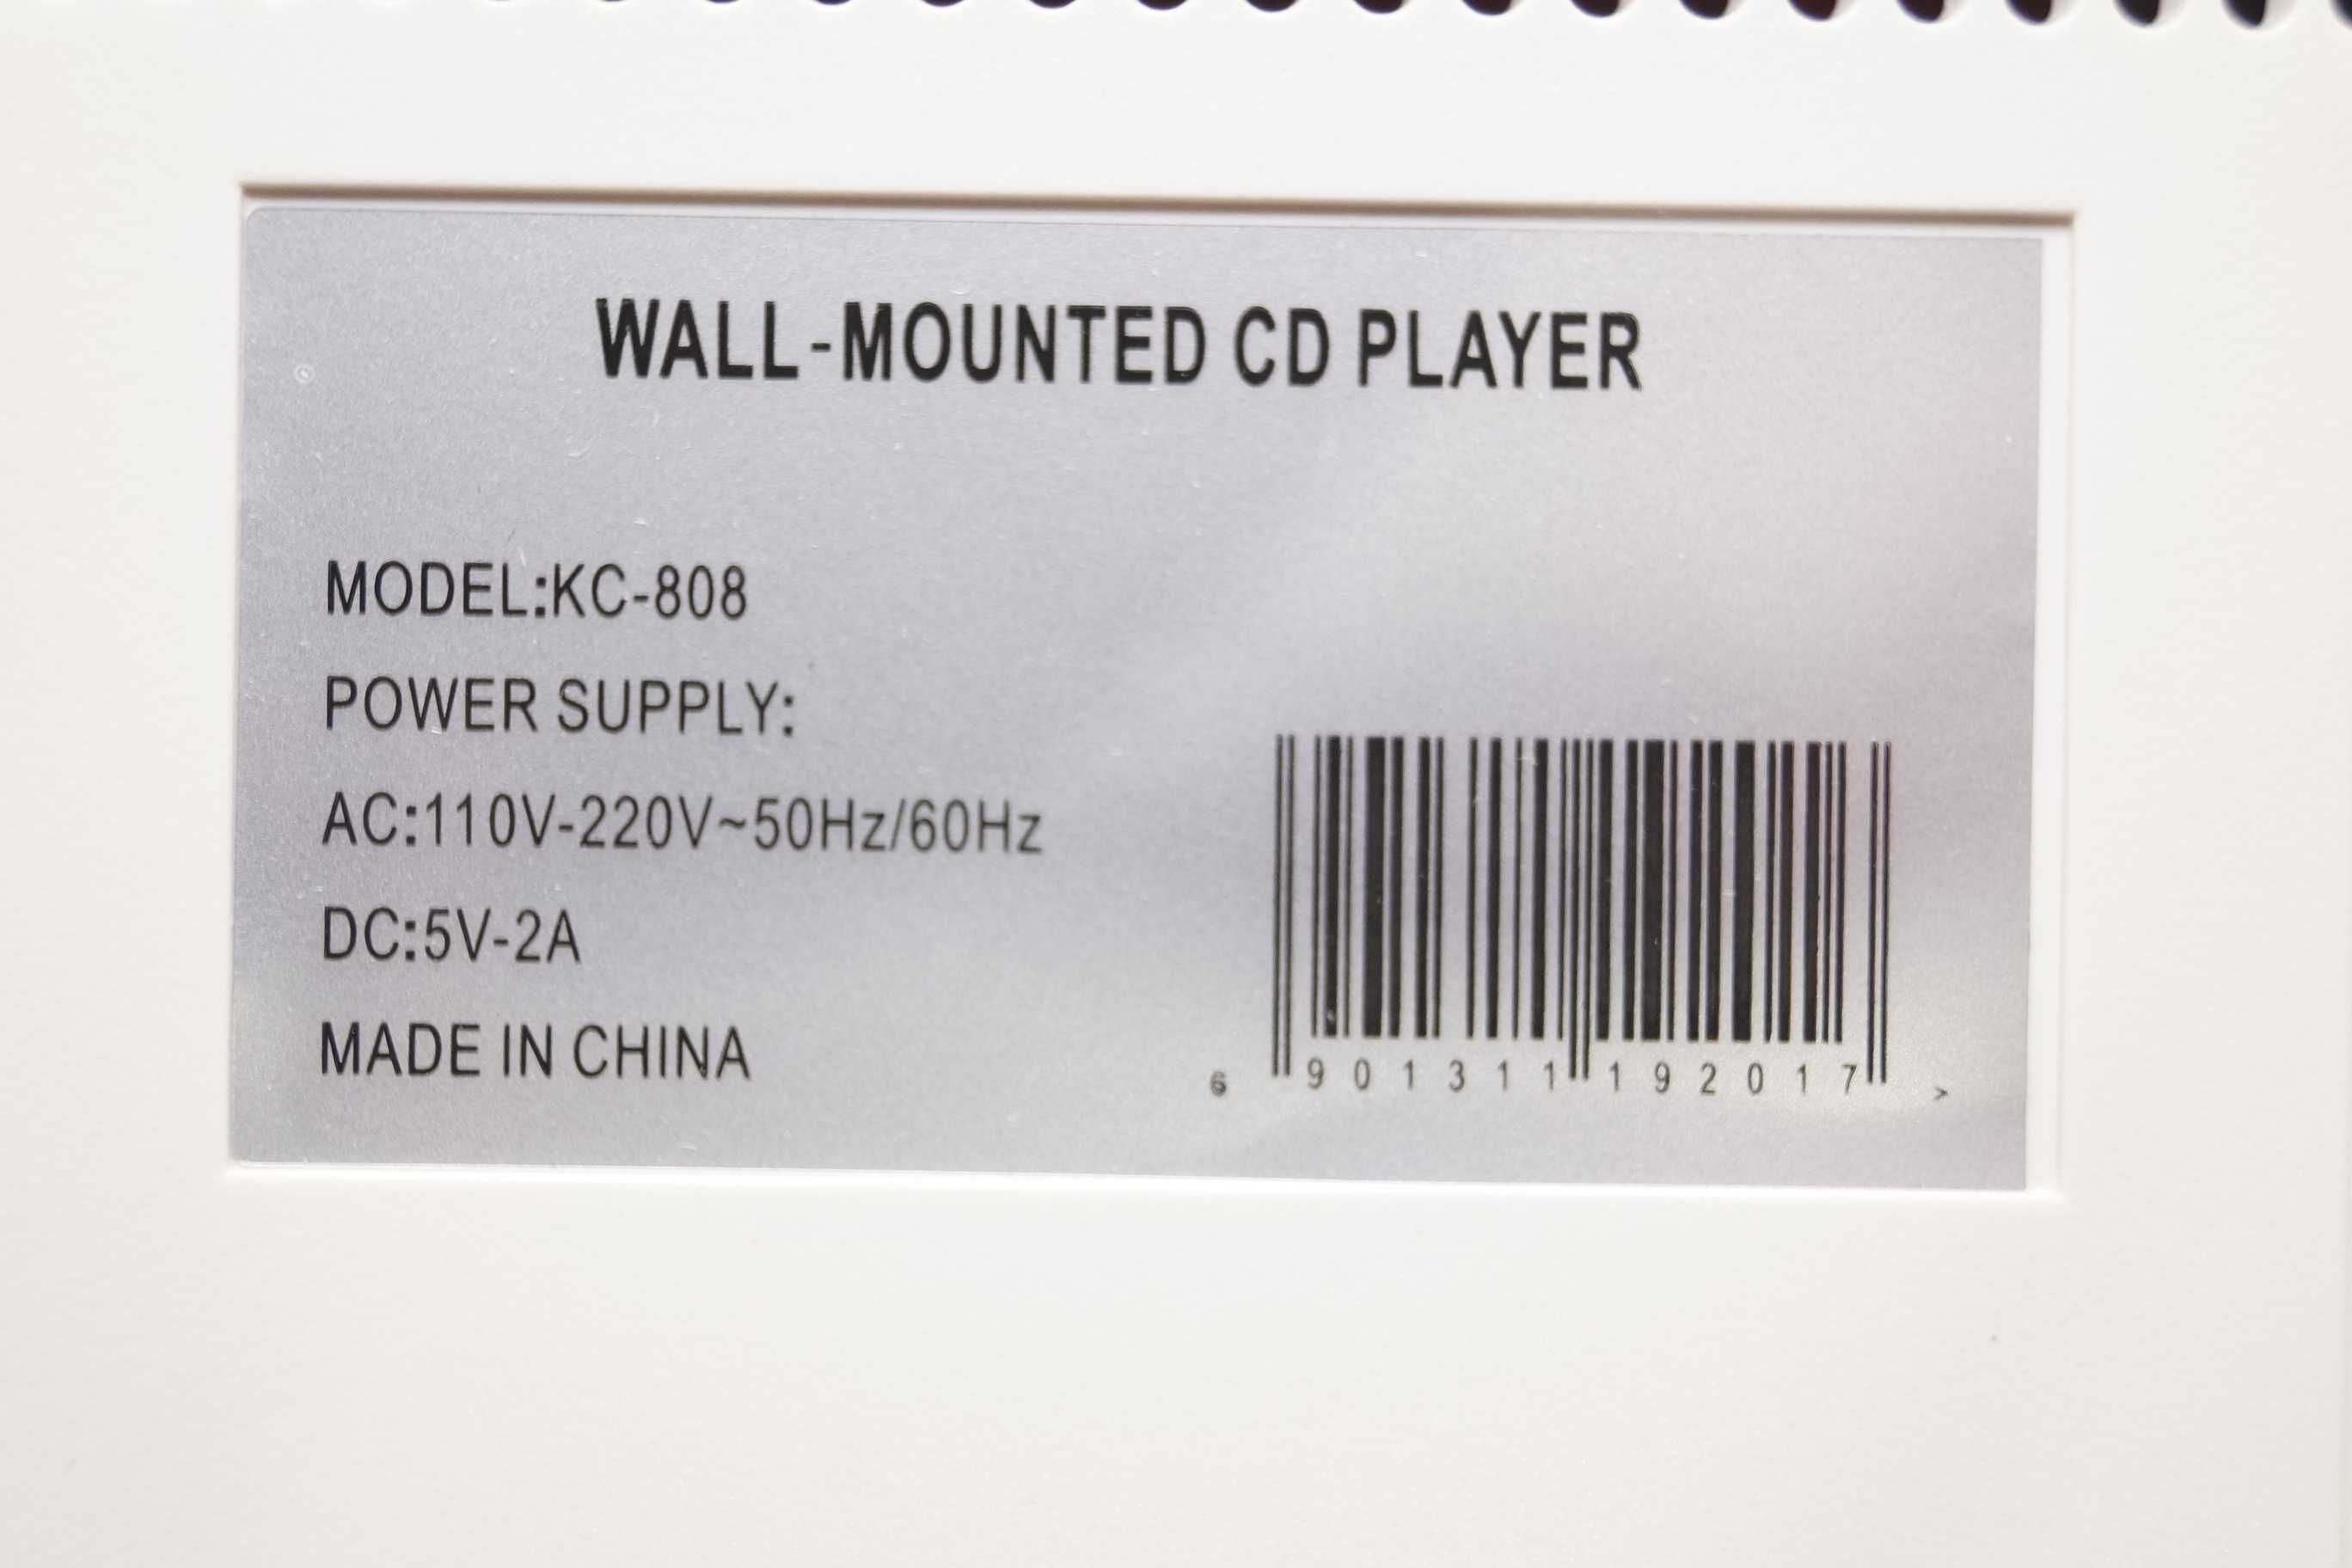 WALL-MOUNTED CD PLAYER
MODEL:KC-808
POWER SUPPLY:
AC:110V-220V~50Hz/60Hz
DC:5V-2A
MADE IN CHINA
6 901311 192017 >